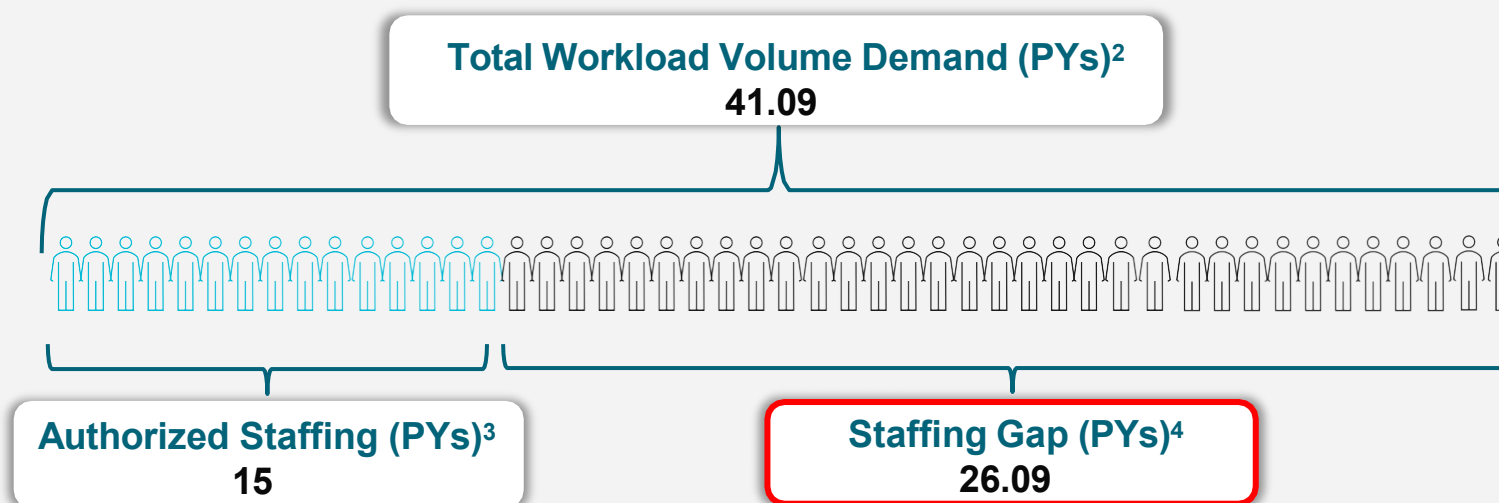 Total Workload Volume Demand (PYs)²
41.09
Authorized Staffing (PYs)³
15
Staffing Gap (PYs)⁴
26.09